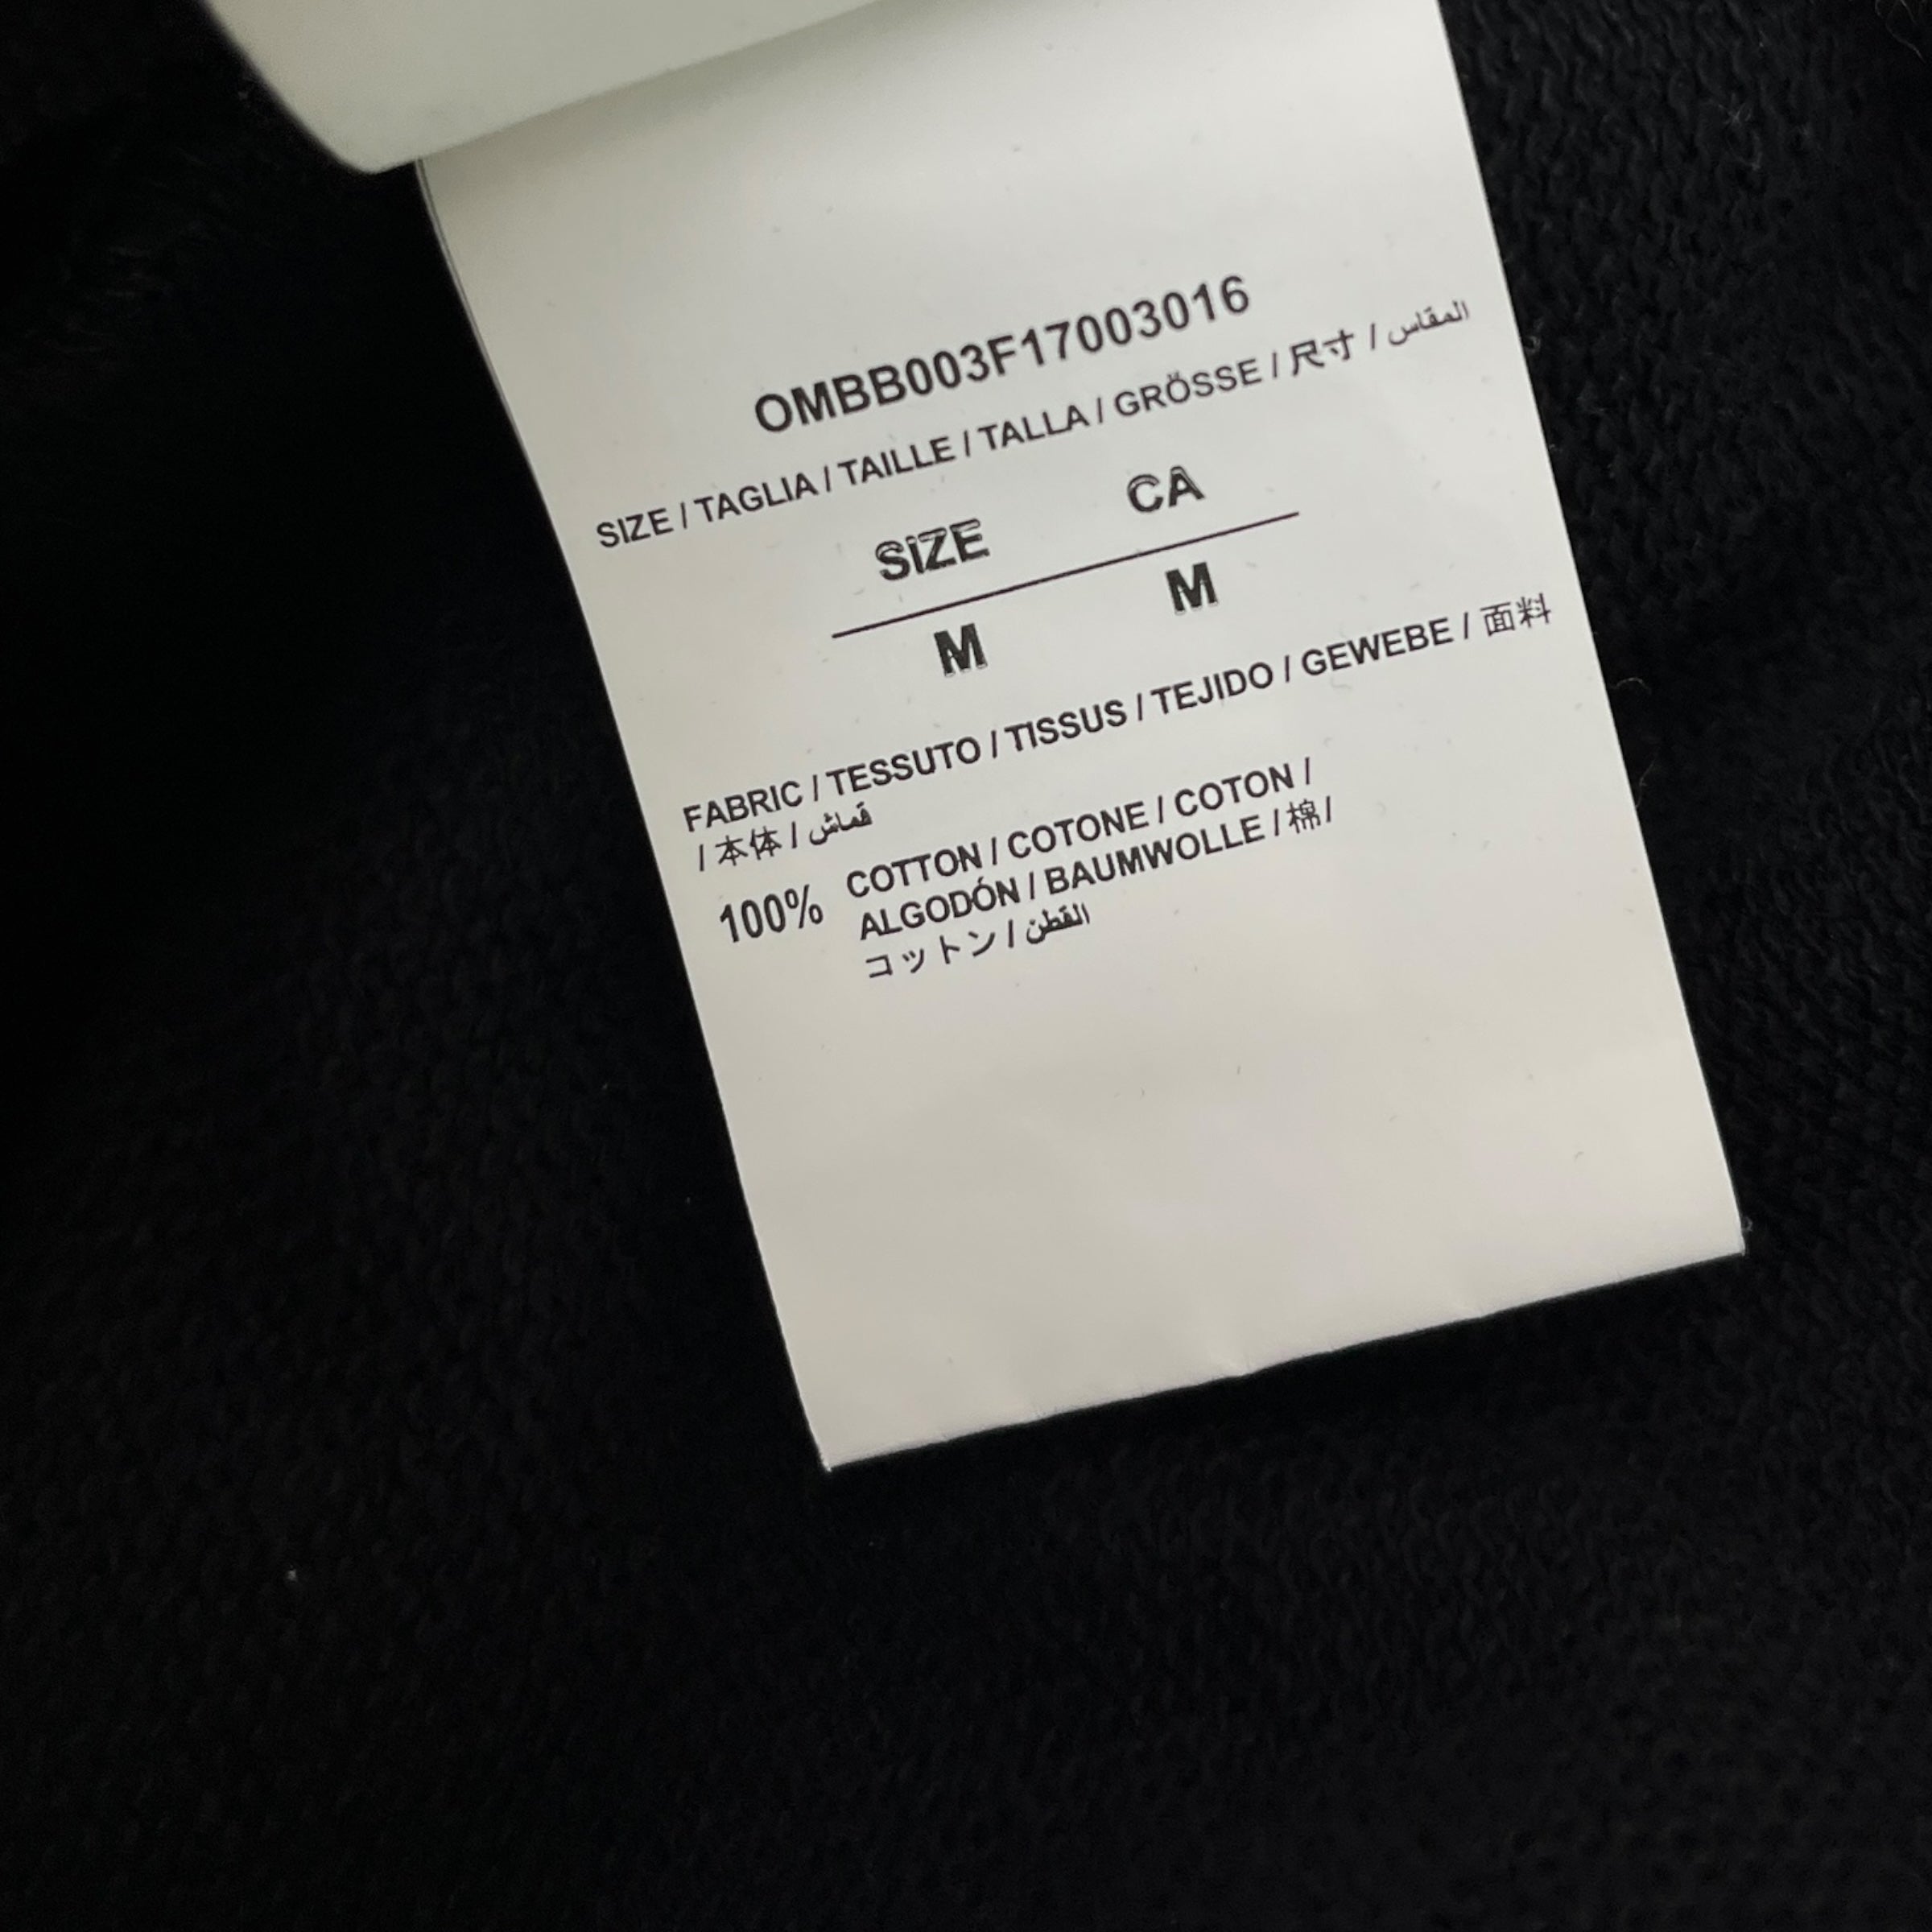 OMBB003F17003016
SIZE / TAGLIA / TAILLE / TALLA / GRÖSSE / 尺寸 / المقاس
SIZE CA
M M
FABRIC / TESSUTO / TISSUS / TEJIDO / GEWEBE / 面料
/ 本体 / قماش
100% COTTON / COTONE / COTON /
ALGODÓN / BAUMWOLLE / 棉 /
コットン / القطن